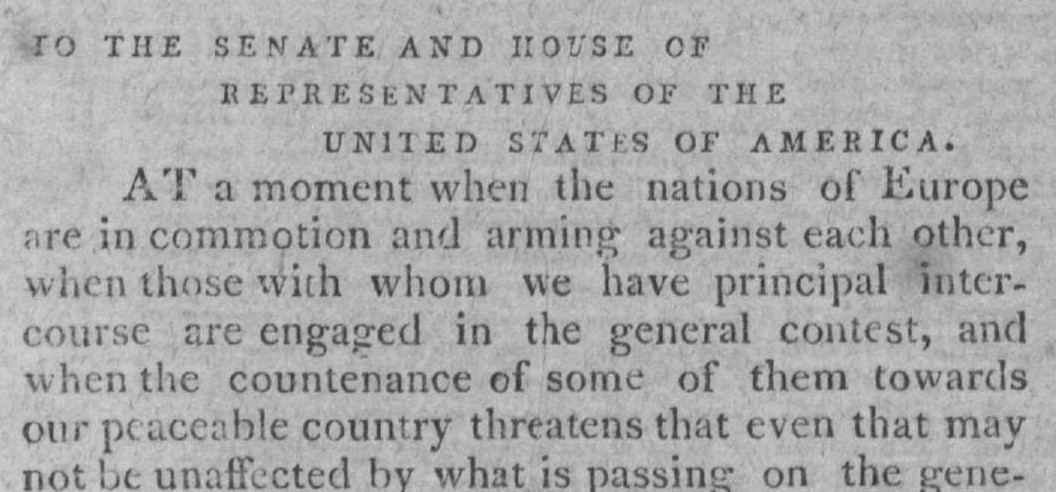 TO THE SENATE AND HOUSE OF
REPRESENTATIVES OF THE
UNITED STATES OF AMERICA.
AT a moment when the nations of Europe
are in commotion and arming against each other,
when those with whom we have principal inter-
course are engaged in the general contest, and
when the countenance of some of them towards
our peaceable country threatens that even that may
not be unaffected by what is passing on the gene-